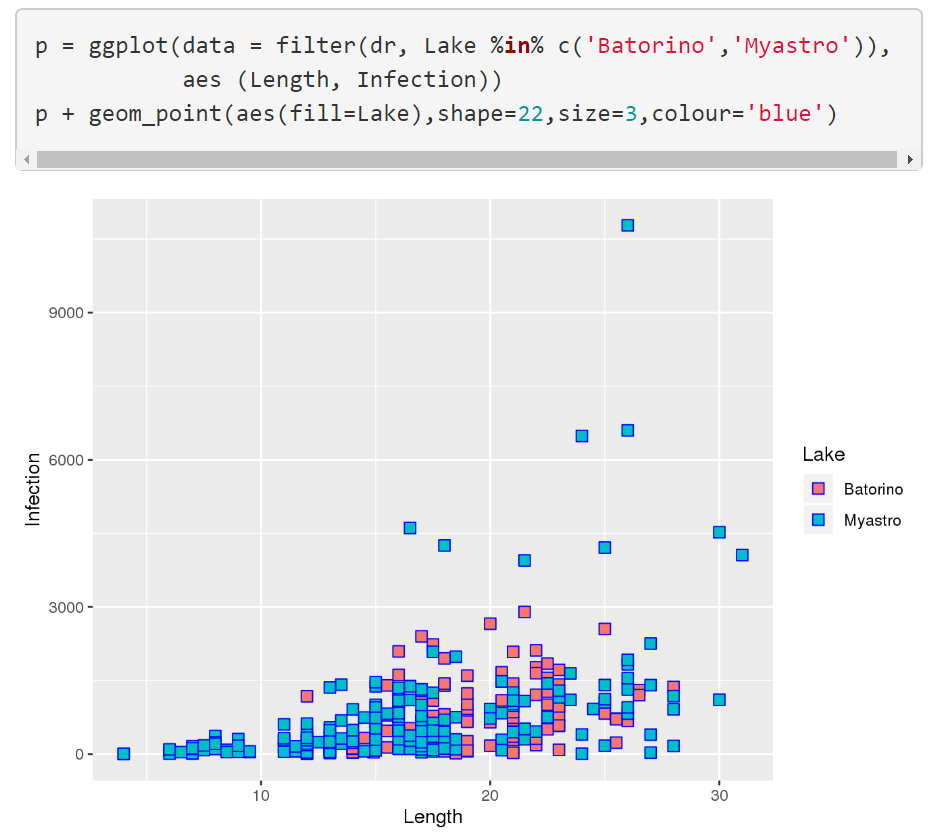 p = ggplot(data = filter(dr, Lake %in% c('Batorino','Myastro')),
aes (Length, Infection))
p + geom_point(aes(fill=Lake),shape=22,size=3,colour='blue')
9000
6000
3000
0
Infection
10
20
30
Length
Lake
Batorino
Myastro